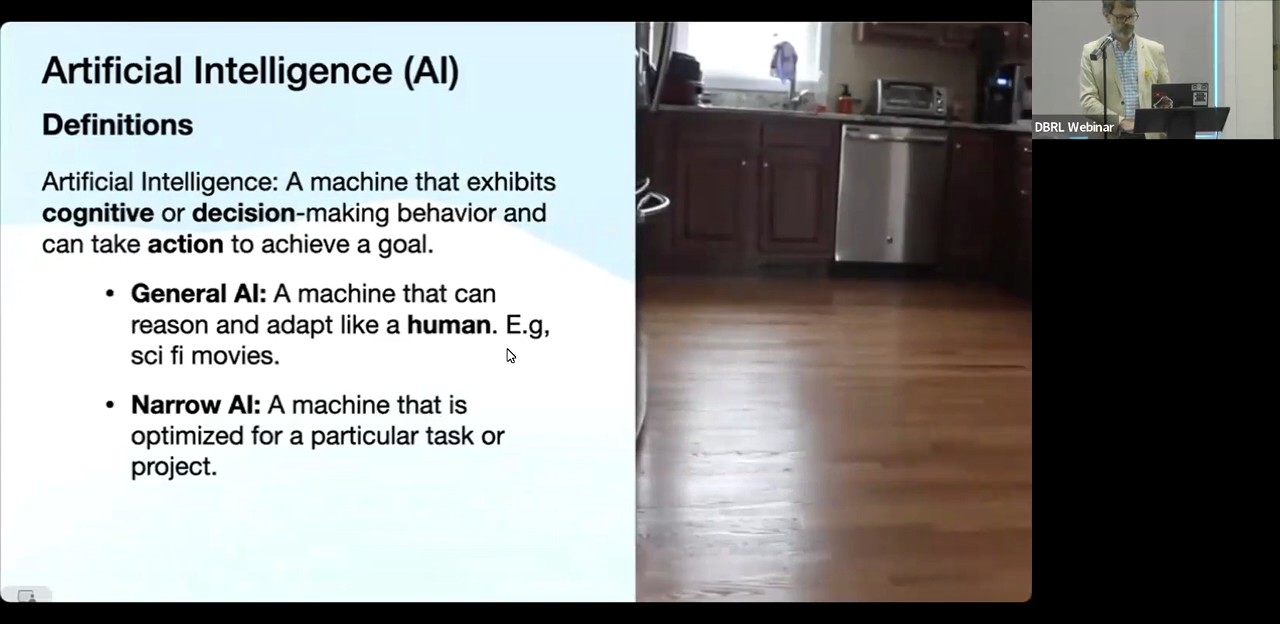 Artificial Intelligence (AI)
Definitions
Artificial Intelligence: A machine that exhibits
cognitive or decision-making behavior and
can take action to achieve a goal.
• General AI: A machine that can
reason and adapt like a human. E.g,
sci fi movies.
• Narrow AI: A machine that is
optimized for a particular task or
project.
DBRL Webinar